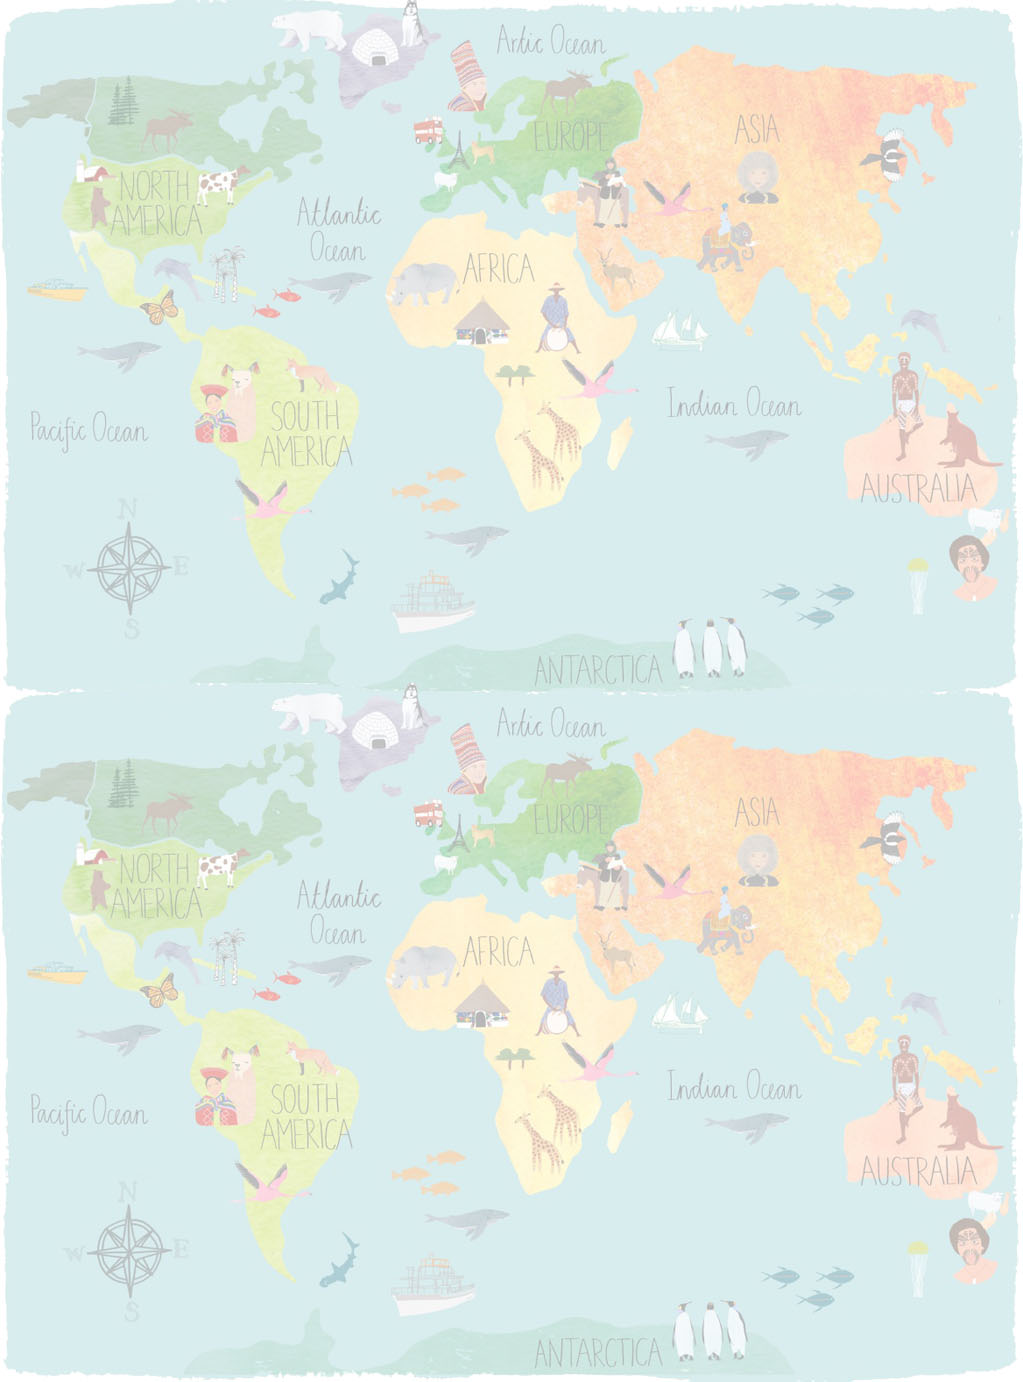 Artic Ocean
EUROPE
ASIA
NORTH
AMERICA
Atlantic
Ocean
AFRICA
Pacific Ocean
SOUTH
AMERICA
Indian Ocean
AUSTRALIA
N
W E
S
ANTARCTICA
Artic Ocean
EUROPE
ASIA
NORTH
AMERICA
Atlantic
Ocean
AFRICA
Pacific Ocean
SOUTH
AMERICA
Indian Ocean
AUSTRALIA
N
W E
S
ANTARCTICA